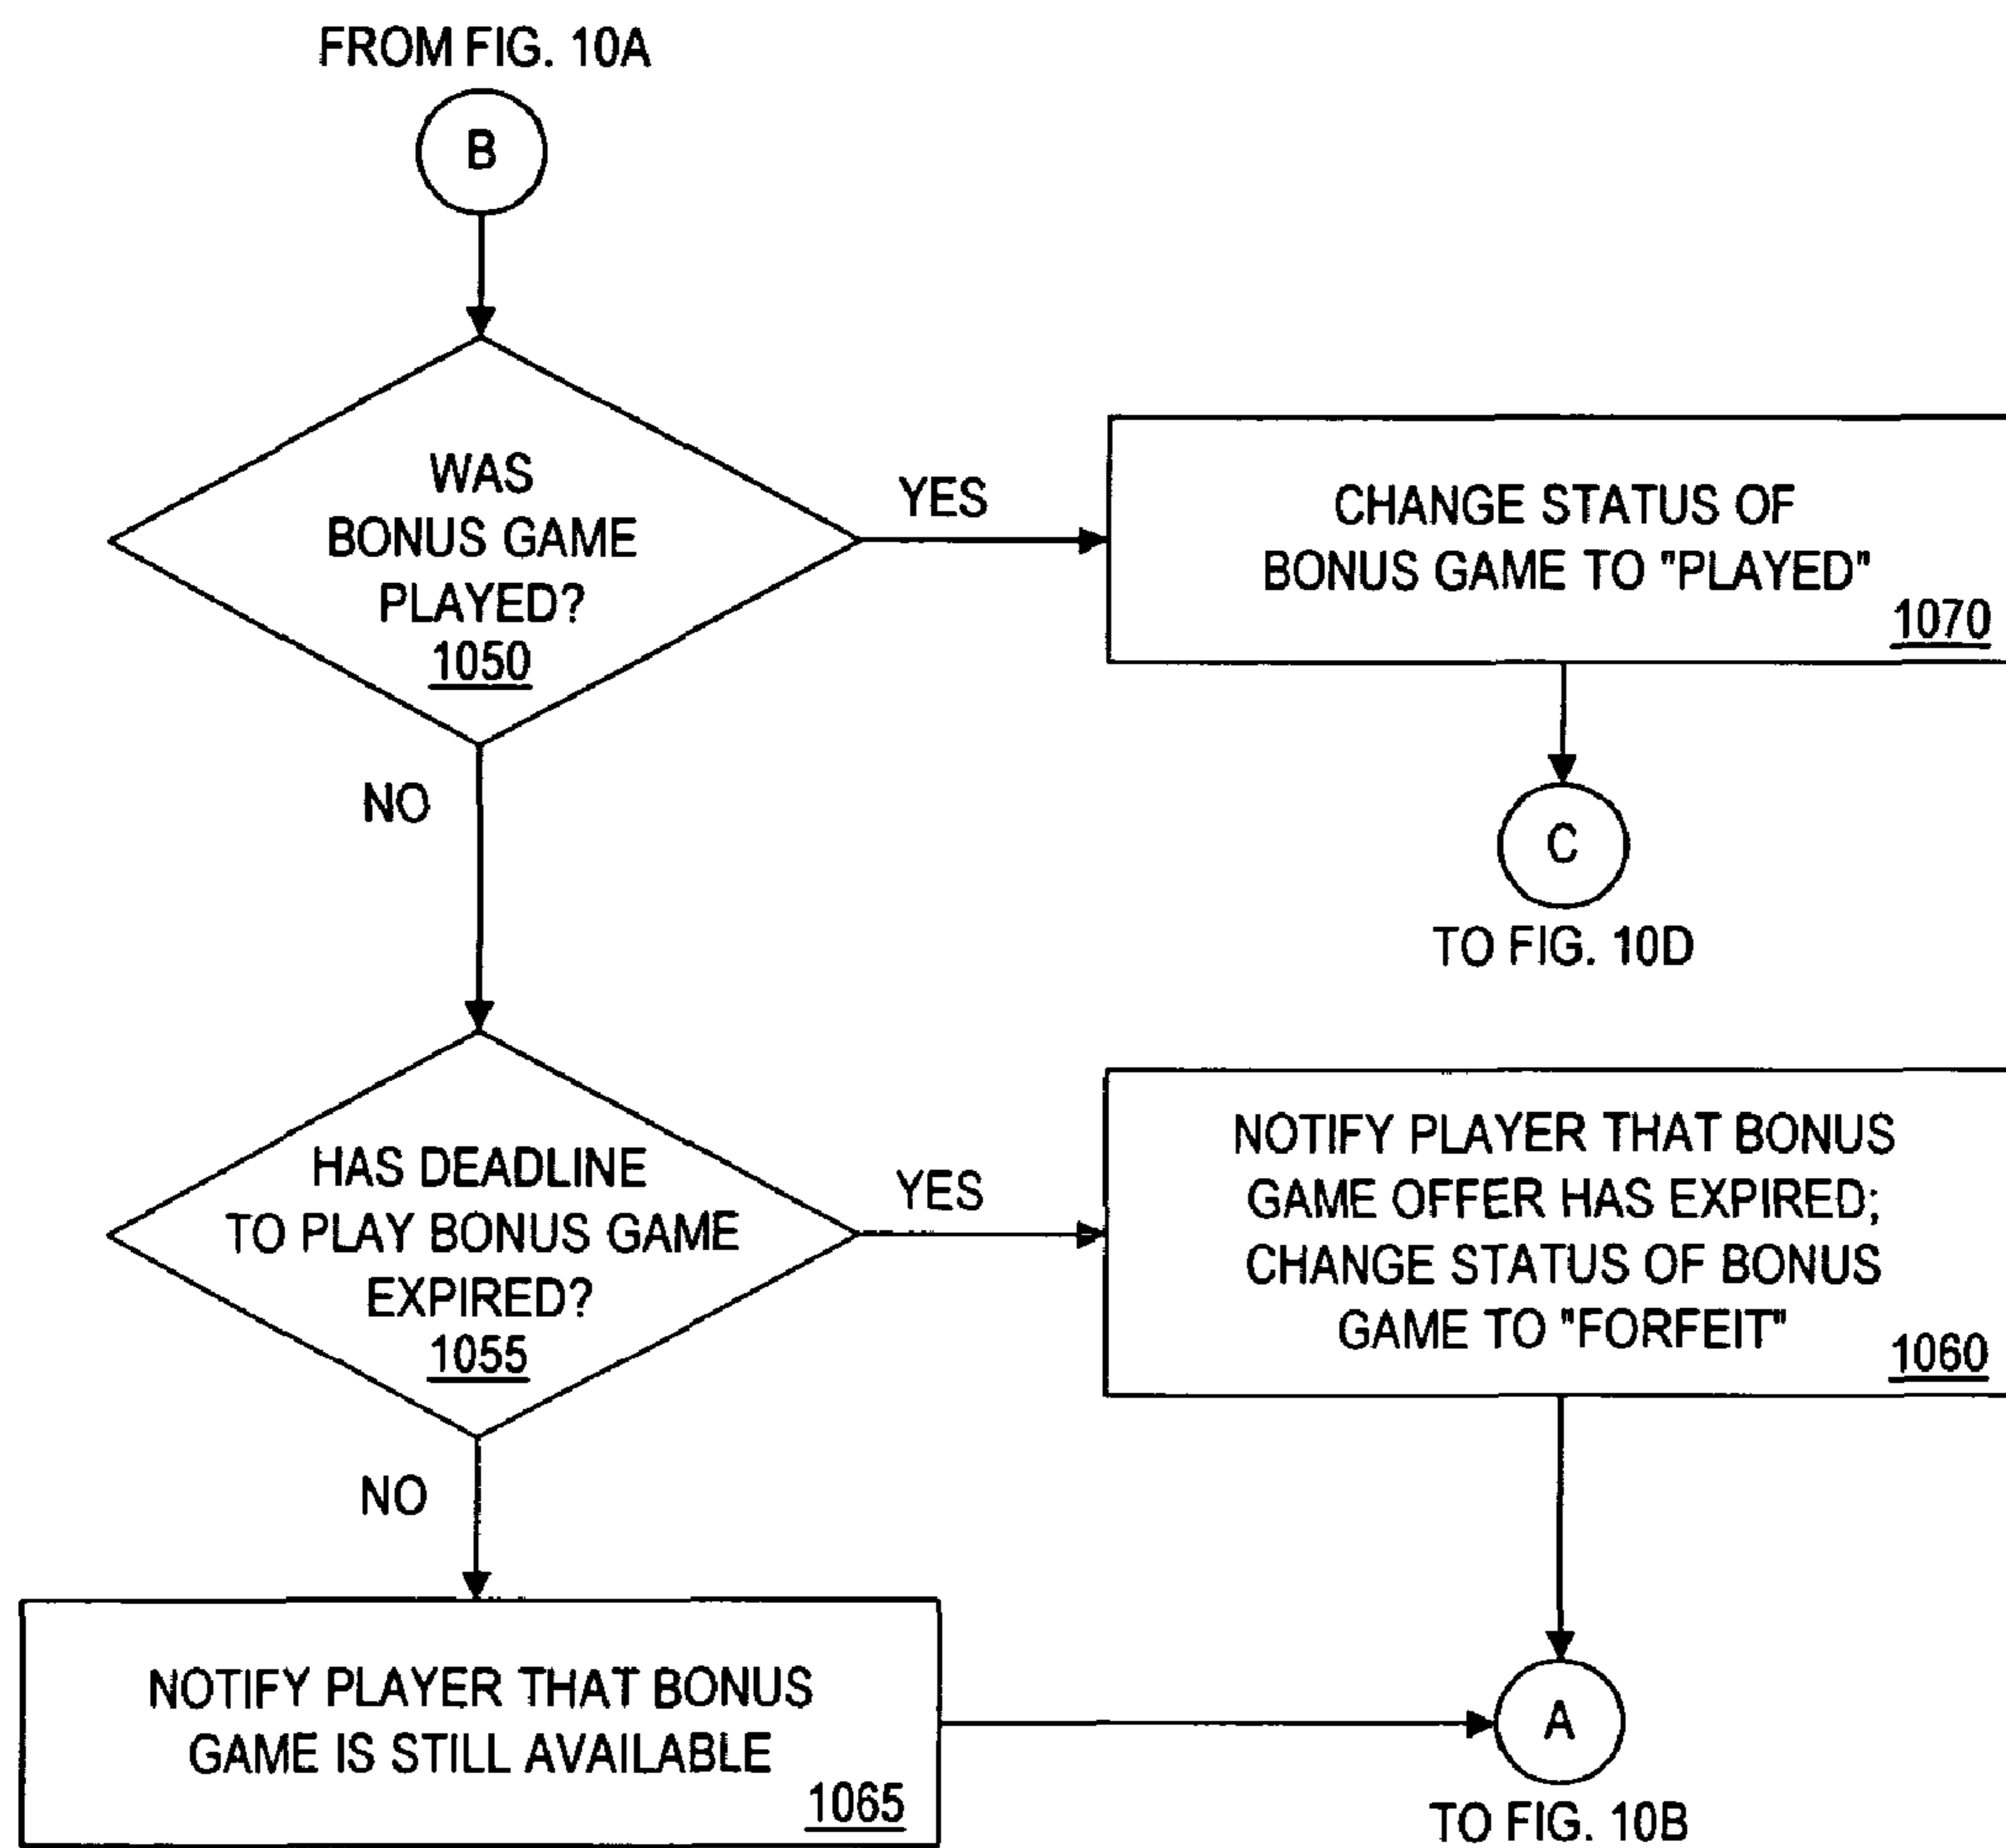 FROM FIG. 10A
B
WAS
BONUS GAME
PLAYED?
1050
YES
CHANGE STATUS OF
BONUS GAME TO "PLAYED"
1070
NO
C
TO FIG. 10D
HAS DEADLINE
TO PLAY BONUS GAME
EXPIRED?
1055
YES
NOTIFY PLAYER THAT BONUS
GAME OFFER HAS EXPIRED;
CHANGE STATUS OF BONUS
GAME TO "FORFEIT"
1060
NO
NOTIFY PLAYER THAT BONUS
GAME IS STILL AVAILABLE
1065
A
TO FIG. 10B